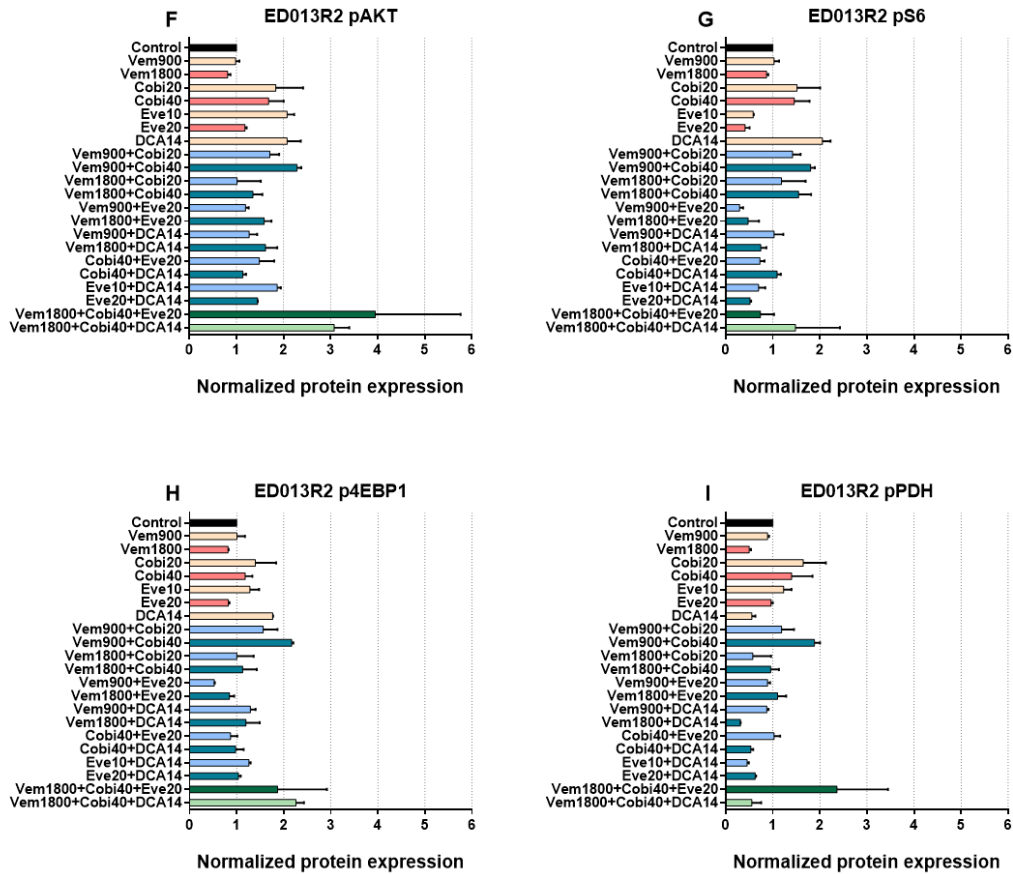 F ED013R2 pAKT
Control
Vem900
Vem1800
Cobi20
Cobi40
Eve10
Eve20
DCA14
Vem900+Cobi20
Vem900+Cobi40
Vem1800+Cobi20
Vem1800+Cobi40
Vem900+Eve20
Vem1800+Eve20
Vem900+DCA14
Vem1800+DCA14
Cobi40+Eve20
Cobi40+DCA14
Eve10+DCA14
Eve20+DCA14
Vem1800+Cobi40+Eve20
Vem1800+Cobi40+DCA14
0 1 2 3 4 5 6
Normalized protein expression
G ED013R2 pS6
Control
Vem900
Vem1800
Cobi20
Cobi40
Eve10
Eve20
DCA14
Vem900+Cobi20
Vem900+Cobi40
Vem1800+Cobi20
Vem1800+Cobi40
Vem900+Eve20
Vem1800+Eve20
Vem900+DCA14
Vem1800+DCA14
Cobi40+Eve20
Cobi40+DCA14
Eve10+DCA14
Eve20+DCA14
Vem1800+Cobi40+Eve20
Vem1800+Cobi40+DCA14
0 1 2 3 4 5 6
Normalized protein expression
H ED013R2 p4EBP1
Control
Vem900
Vem1800
Cobi20
Cobi40
Eve10
Eve20
DCA14
Vem900+Cobi20
Vem900+Cobi40
Vem1800+Cobi20
Vem1800+Cobi40
Vem900+Eve20
Vem1800+Eve20
Vem900+DCA14
Vem1800+DCA14
Cobi40+Eve20
Cobi40+DCA14
Eve10+DCA14
Eve20+DCA14
Vem1800+Cobi40+Eve20
Vem1800+Cobi40+DCA14
0 1 2 3 4 5 6
Normalized protein expression
I ED013R2 pPDH
Control
Vem900
Vem1800
Cobi20
Cobi40
Eve10
Eve20
DCA14
Vem900+Cobi20
Vem900+Cobi40
Vem1800+Cobi20
Vem1800+Cobi40
Vem900+Eve20
Vem1800+Eve20
Vem900+DCA14
Vem1800+DCA14
Cobi40+Eve20
Cobi40+DCA14
Eve10+DCA14
Eve20+DCA14
Vem1800+Cobi40+Eve20
Vem1800+Cobi40+DCA14
0 1 2 3 4 5 6
Normalized protein expression